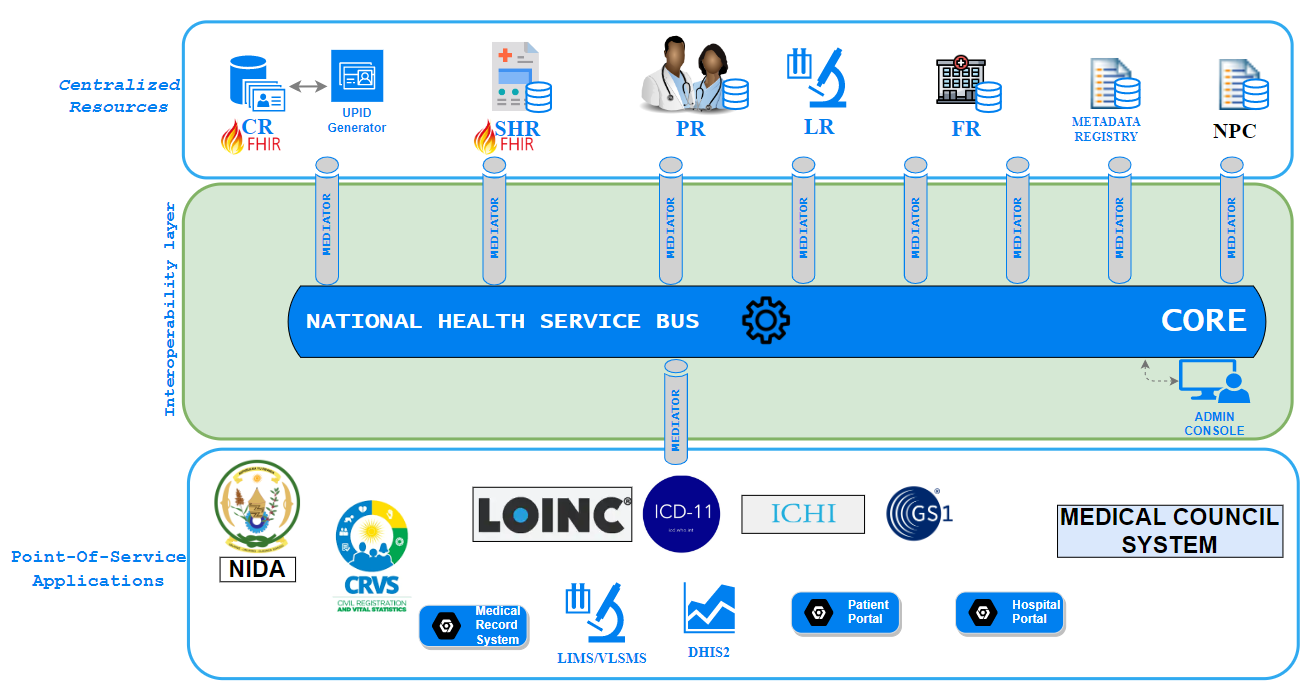 Centralized
Resources
CR
FHIR
UPID
Generator
SHR
FHIR
PR
LR
FR
METADATA
REGISTRY
NPC
Interoperability layer
MEDIATOR
MEDIATOR
MEDIATOR
MEDIATOR
MEDIATOR
MEDIATOR
MEDIATOR
MEDIATOR
NATIONAL HEALTH SERVICE BUS
CORE
MEDIATOR
ADMIN
CONSOLE
Point-Of-Service
Applications
NIDA
CRVS
CIVIL REGISTRATION
AND VITAL STATISTICS
LOINC®
ICD-11
ICHI
GS1
MEDICAL COUNCIL
SYSTEM
Medical
Record
System
LIMS/VLSMS
DHIS2
Patient
Portal
Hospital
Portal